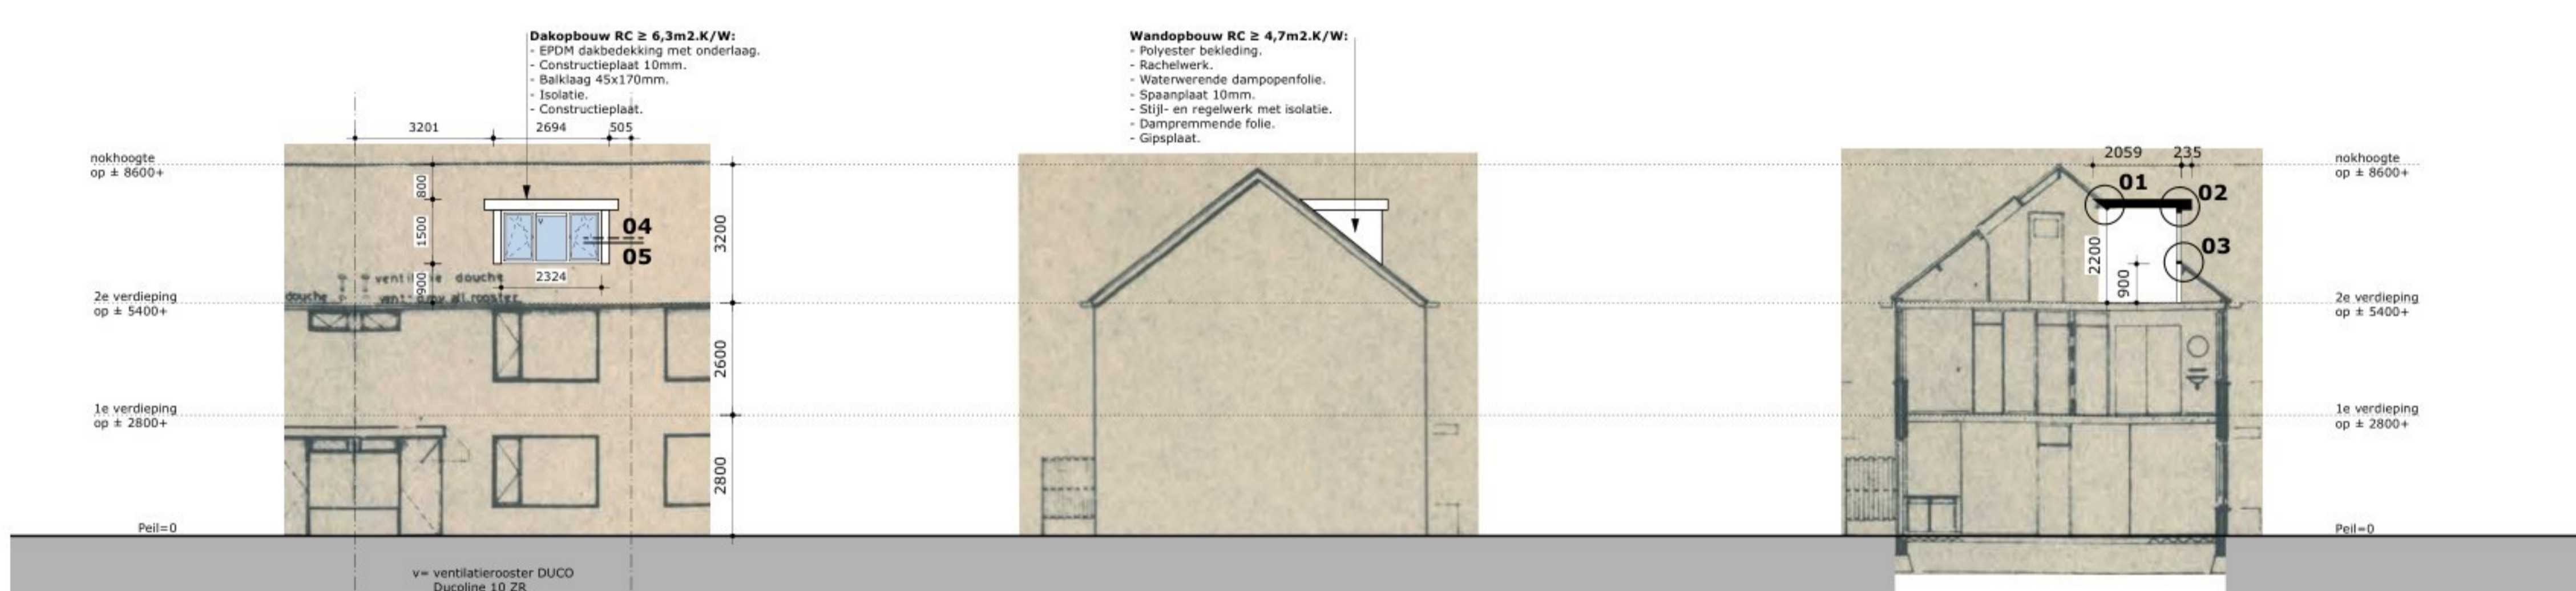 Dakopbouw RC ≥ 6,3m2.K/W:
- EPDM dakbedekking met onderlaag.
- Constructieplaat 10mm.
- Balklaag 45x170mm.
- Isolatie.
- Constructieplaat.
3201
2694
505
nokhoogte
op ± 8600+
800
1500
900
v
04
05
2324
3200
douche
douche
rooster
2e verdieping
op ± 5400+
2600
1e verdieping
op ± 2800+
2800
Peil=0
v= ventilatierooster DUCO
Ducoline 10 ZR
Wandopbouw RC ≥ 4,7m2.K/W:
- Polyester bekleding.
- Rachelwerk.
- Waterwerende dampopenfolie.
- Spaanplaat 10mm.
- Stijl- en regelwerk met isolatie.
- Dampremmende folie.
- Gipsplaat.
2059
235
01
02
03
2200
900
nokhoogte
op ± 8600+
2e verdieping
op ± 5400+
1e verdieping
op ± 2800+
Peil=0